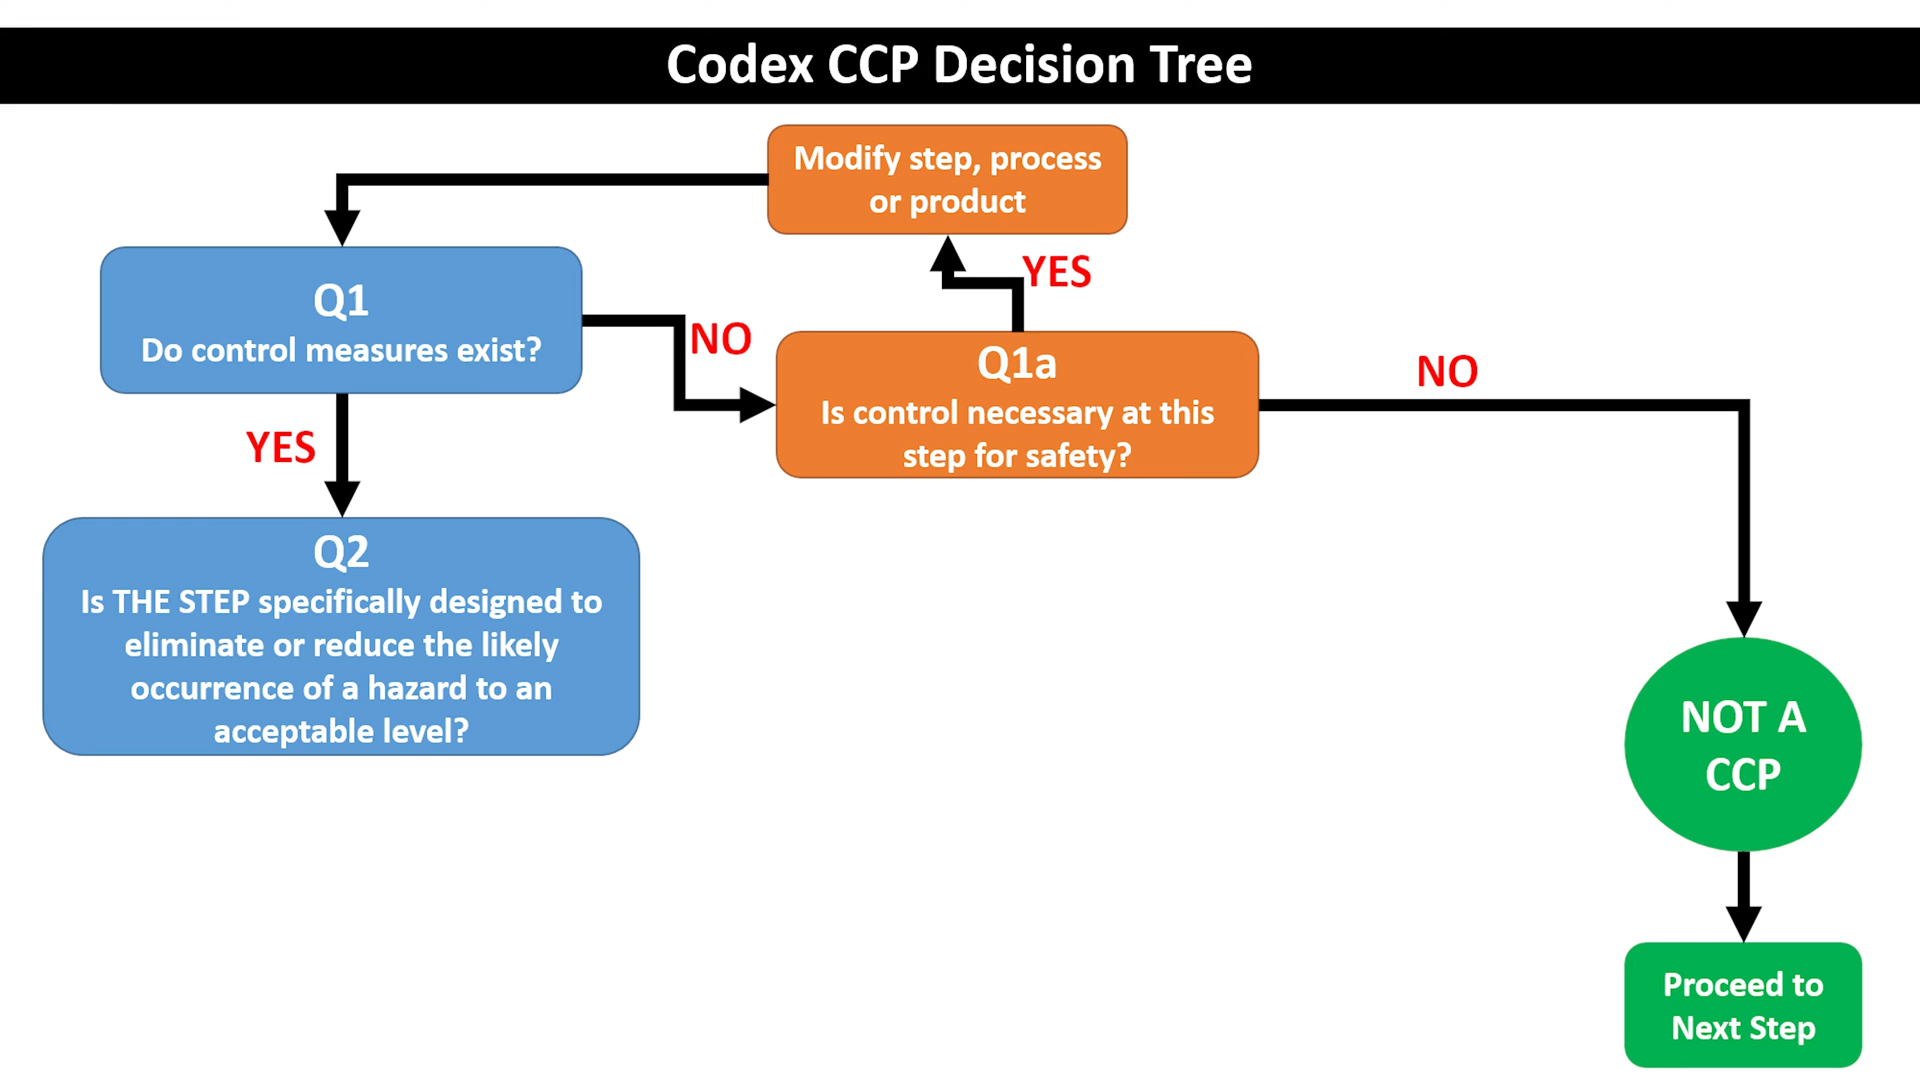 Codex CCP Decision Tree
Modify step, process
or product
YES
Q1
Do control measures exist?
NO
Q1a
Is control necessary at this
step for safety?
NO
YES
Q2
Is THE STEP specifically designed to
eliminate or reduce the likely
occurrence of a hazard to an
acceptable level?
NOT A
CCP
Proceed to
Next Step